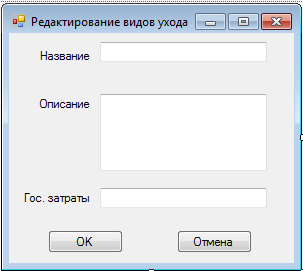 Редактирование видов ухода
Название
Описание
Гос. затраты
OK
Отмена